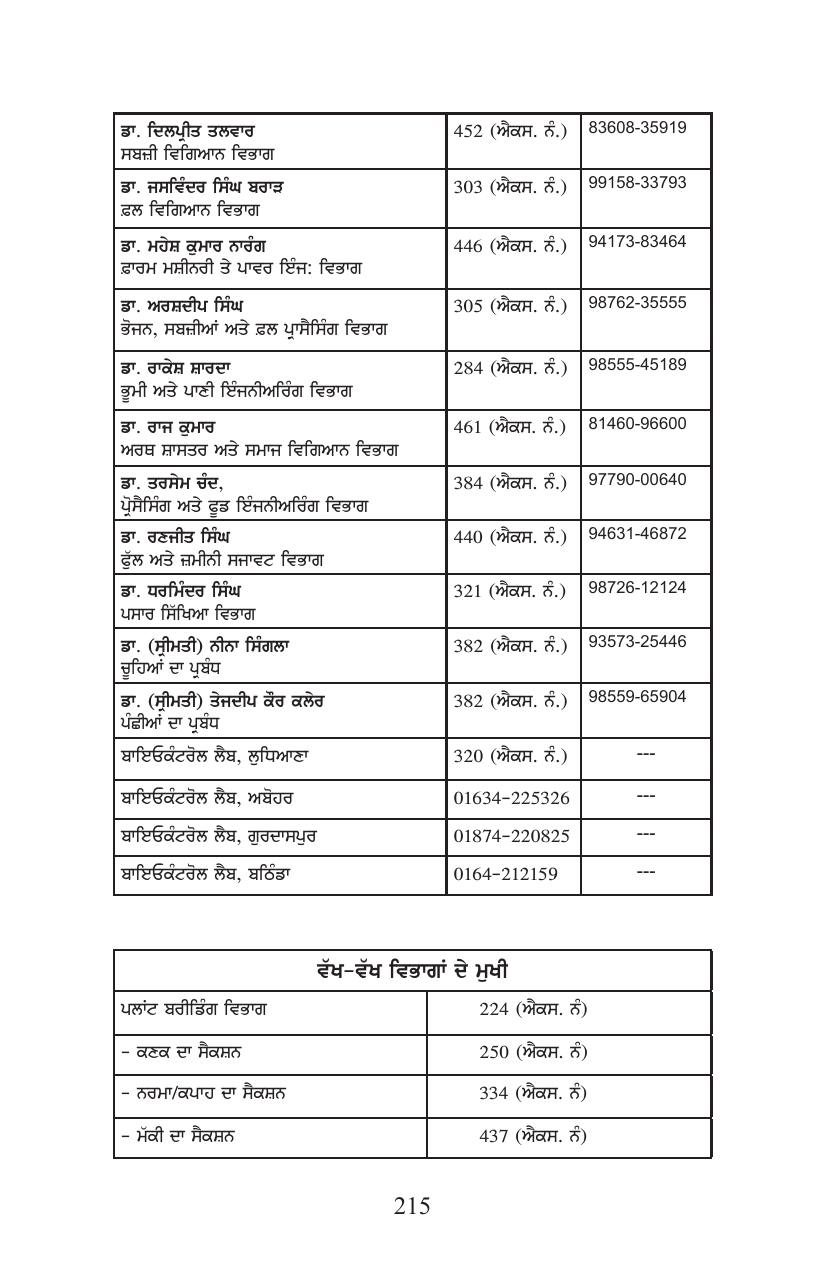 ਡਾ. ਦਿਲਪ੍ਰੀਤ ਤਲਵਾਰ 452 (ਐਕਸ. ਨੰ.) 83608-35919
ਸਬਜ਼ੀ ਵਿਗਿਆਨ ਵਿਭਾਗ
ਡਾ. ਜਸਵਿੰਦਰ ਸਿੰਘ ਬਰਾੜ 303 (ਐਕਸ. ਨੰ.) 99158-33793
ਫ਼ਲ ਵਿਗਿਆਨ ਵਿਭਾਗ
ਡਾ. ਮਹੇਸ਼ ਕੁਮਾਰ ਨਾਰੰਗ 446 (ਐਕਸ. ਨੰ.) 94173-83464
ਫ਼ਾਰਮ ਮਸ਼ੀਨਰੀ ਤੇ ਪਾਵਰ ਇੰਜ: ਵਿਭਾਗ
ਡਾ. ਅਰਸ਼ਦੀਪ ਸਿੰਘ 305 (ਐਕਸ. ਨੰ.) 98762-35555
ਭੋਜਨ, ਸਬਜ਼ੀਆਂ ਅਤੇ ਫ਼ਲ ਪ੍ਰਾਸੈਸਿੰਗ ਵਿਭਾਗ
ਡਾ. ਰਾਕੇਸ਼ ਸ਼ਾਰਦਾ 284 (ਐਕਸ. ਨੰ.) 98555-45189
ਭੂਮੀ ਅਤੇ ਪਾਣੀ ਇੰਜਨੀਅਰਿੰਗ ਵਿਭਾਗ
ਡਾ. ਰਾਜ ਕੁਮਾਰ 461 (ਐਕਸ. ਨੰ.) 81460-96600
ਅਰਥ ਸ਼ਾਸਤਰ ਅਤੇ ਸਮਾਜ ਵਿਗਿਆਨ ਵਿਭਾਗ
ਡਾ. ਤਰਸੇਮ ਚੰਦ, 384 (ਐਕਸ. ਨੰ.) 97790-00640
ਪ੍ਰੋਸੈਸਿੰਗ ਅਤੇ ਫੂਡ ਇੰਜਨੀਅਰਿੰਗ ਵਿਭਾਗ
ਡਾ. ਰਣਜੀਤ ਸਿੰਘ 440 (ਐਕਸ. ਨੰ.) 94631-46872
ਫੁੱਲ ਅਤੇ ਜ਼ਮੀਨੀ ਸਜਾਵਟ ਵਿਭਾਗ
ਡਾ. ਧਰਮਿੰਦਰ ਸਿੰਘ 321 (ਐਕਸ. ਨੰ.) 98726-12124
ਪਸਾਰ ਸਿੱਖਿਆ ਵਿਭਾਗ
ਡਾ. (ਸ੍ਰੀਮਤੀ) ਨੀਨਾ ਸਿੰਗਲਾ 382 (ਐਕਸ. ਨੰ.) 93573-25446
ਚੂਹਿਆਂ ਦਾ ਪ੍ਰਬੰਧ
ਡਾ. (ਸ੍ਰੀਮਤੀ) ਤੇਜਦੀਪ ਕੌਰ ਕਲੇਰ 382 (ਐਕਸ. ਨੰ.) 98559-65904
ਪੰਛੀਆਂ ਦਾ ਪ੍ਰਬੰਧ
ਬਾਇਓਕੰਟਰੋਲ ਲੈਬ, ਲੁਧਿਆਣਾ 320 (ਐਕਸ. ਨੰ.) ---
ਬਾਇਓਕੰਟਰੋਲ ਲੈਬ, ਅਬੋਹਰ 01634-225326 ---
ਬਾਇਓਕੰਟਰੋਲ ਲੈਬ, ਗੁਰਦਾਸਪੁਰ 01874-220825 ---
ਬਾਇਓਕੰਟਰੋਲ ਲੈਬ, ਬਠਿੰਡਾ 0164-212159 ---
ਵੱਖ-ਵੱਖ ਵਿਭਾਗਾਂ ਦੇ ਮੁਖੀ
ਪਲਾਂਟ ਬਰੀਡਿੰਗ ਵਿਭਾਗ 224 (ਐਕਸ. ਨੰ)
- ਕਣਕ ਦਾ ਸੈਕਸ਼ਨ 250 (ਐਕਸ. ਨੰ)
- ਨਰਮਾ/ਕਪਾਹ ਦਾ ਸੈਕਸ਼ਨ 334 (ਐਕਸ. ਨੰ)
- ਮੱਕੀ ਦਾ ਸੈਕਸ਼ਨ 437 (ਐਕਸ. ਨੰ)
215